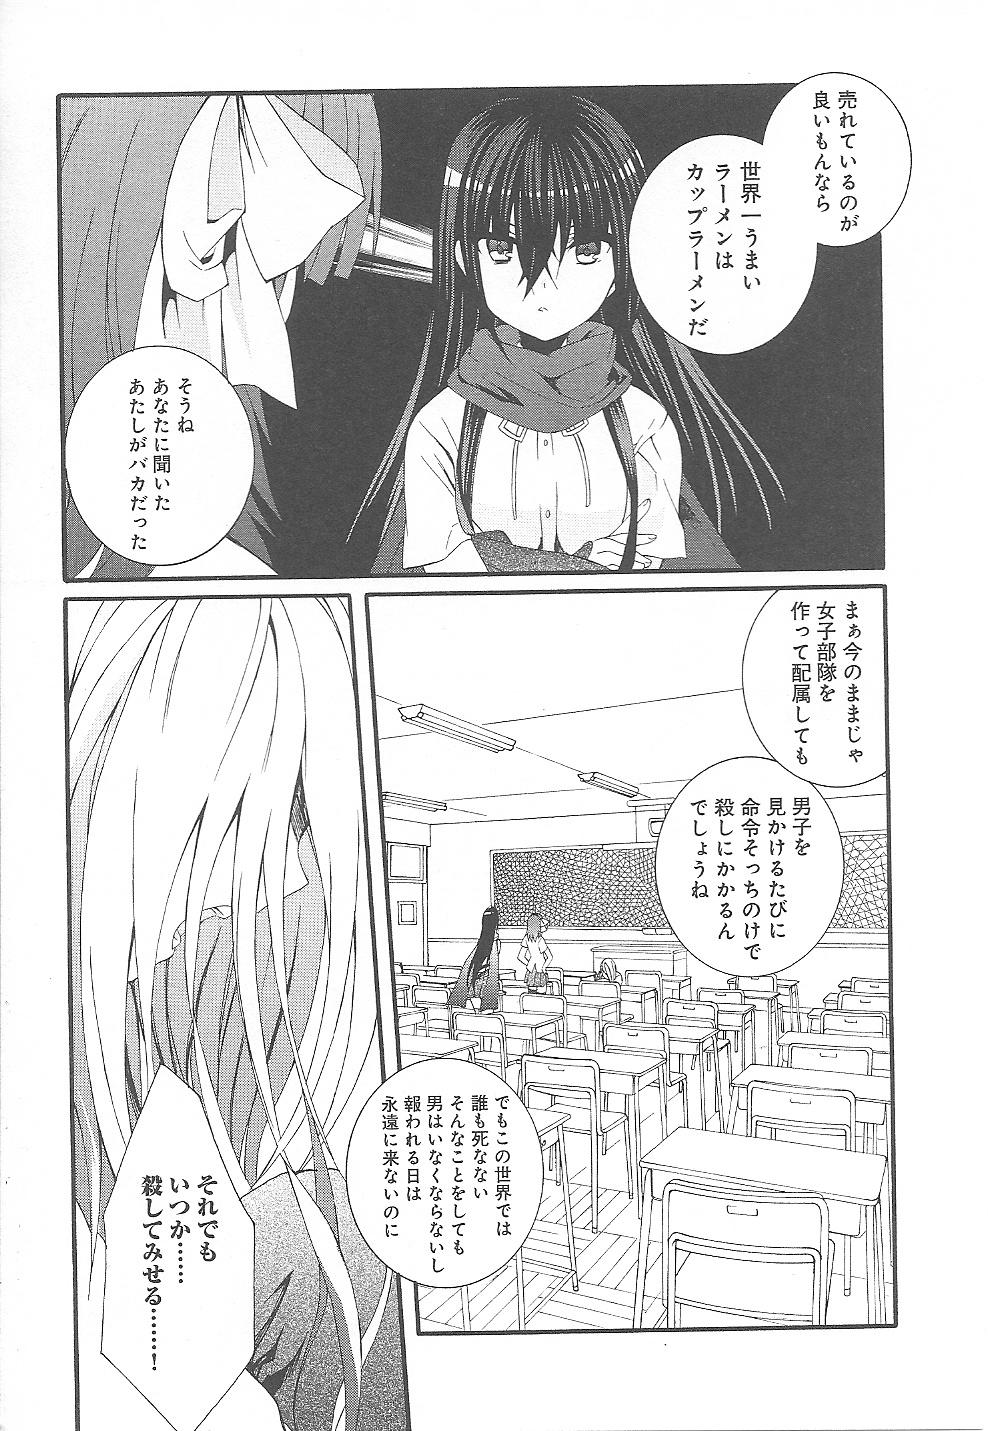 売れているのが
良いもんなら
世界一うまい
ラーメンは
カップラーメンだ
そうね
あなたに聞いた
あたしがバカだった
まぁ今のままじゃ
女子部隊を
作って配属しても
男子を
見かけるたびに
命令そっちのけで
殺しにかかるん
でしょうね
でもこの世界では
誰も死なない
そんなことをしても
男はいなくならないし
報われる日は
永遠に来ないのに
それでも
いつか……
殺してみせる……！